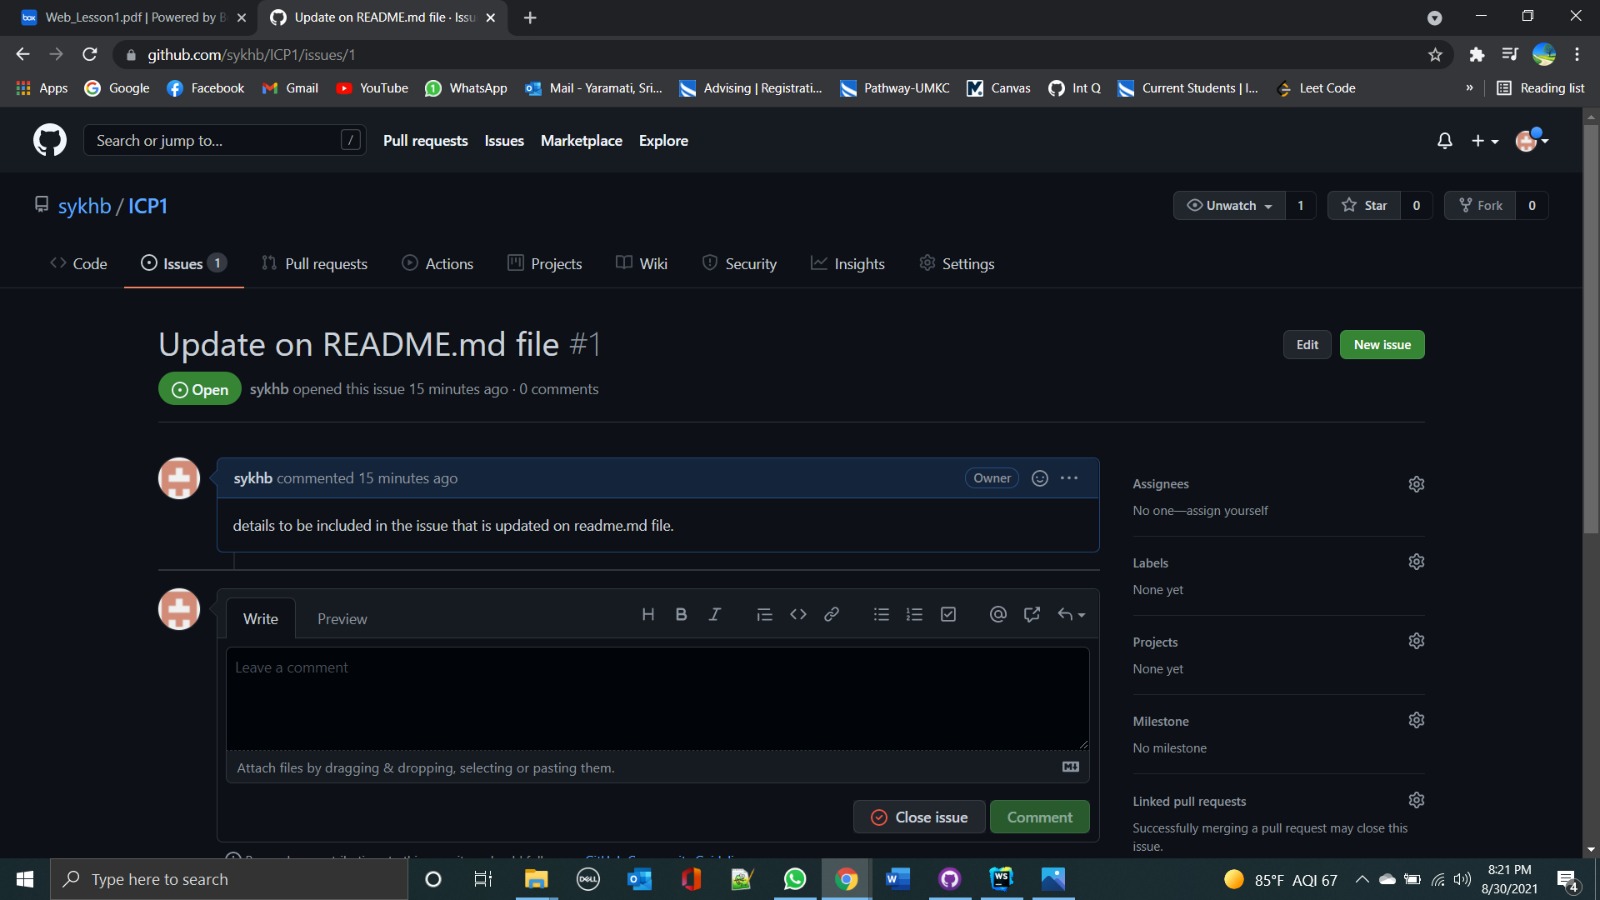 Web_Lesson1.pdf | Powered by B
Update on README.md file · Issu
github.com/sykhb/ICP1/issues/1
Apps
Google
Facebook
Gmail
YouTube
1
WhatsApp
Mail - Yaramati, Sri...
Advising | Registrati...
Pathway-UMKC
Canvas
Int Q
Current Students | I...
Leet Code
»
Reading list
Search or jump to...
/
Pull requests
Issues
Marketplace
Explore
sykhb / ICP1
Unwatch 1
Star 0
Fork 0
Code
Issues 1
Pull requests
Actions
Projects
Wiki
Security
Insights
Settings
Update on README.md file #1
Edit
New issue
Open
sykhb opened this issue 15 minutes ago · 0 comments
sykhb commented 15 minutes ago
Owner
details to be included in the issue that is updated on readme.md file.
Write
Preview
Leave a comment
Attach files by dragging & dropping, selecting or pasting them.
Close issue
Comment
Assignees
No one—assign yourself
Labels
None yet
Projects
None yet
Milestone
No milestone
Linked pull requests
Successfully merging a pull request may close this
issue.
Type here to search
85°F AQI 67
8:21 PM
8/30/2021
4